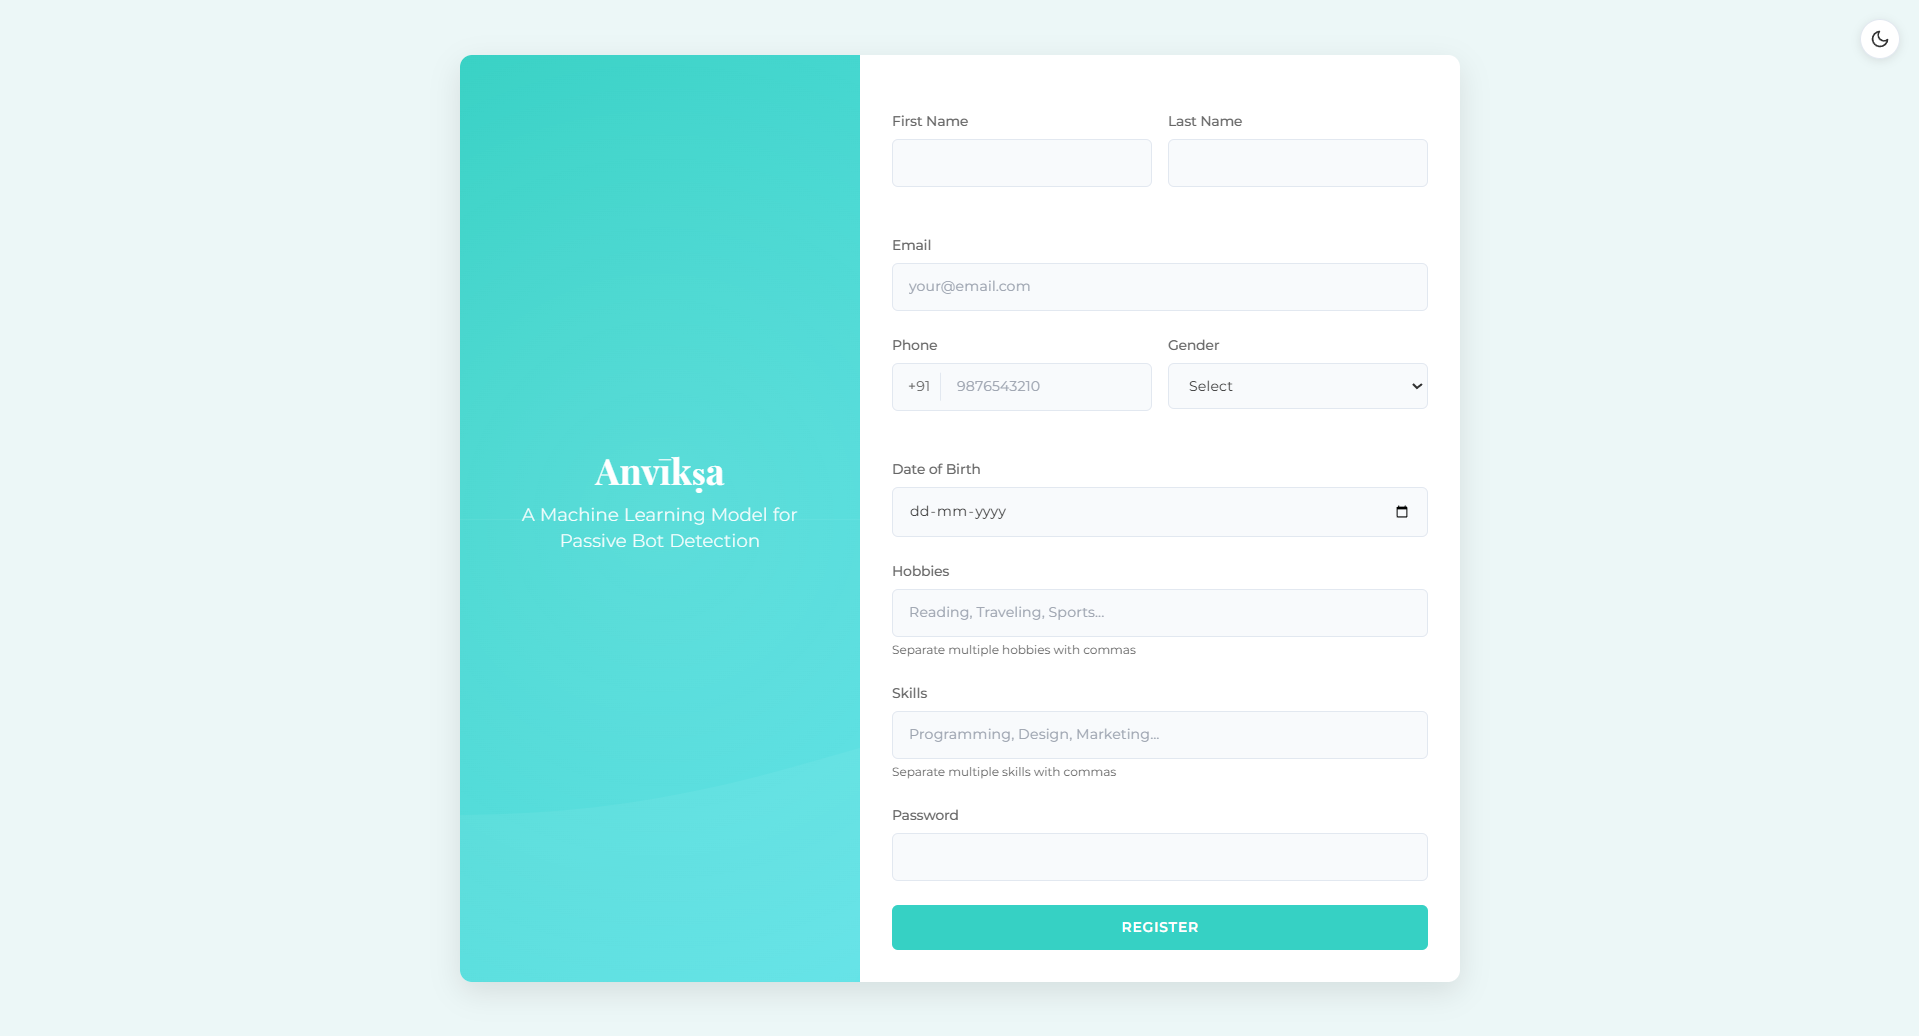 Anvīkṣa
A Machine Learning Model for
Passive Bot Detection
First Name
Last Name
Email
your@email.com
Phone
Gender
+91 9876543210
Select
Date of Birth
dd-mm-yyyy
Hobbies
Reading, Traveling, Sports...
Separate multiple hobbies with commas
Skills
Programming, Design, Marketing...
Separate multiple skills with commas
Password
REGISTER